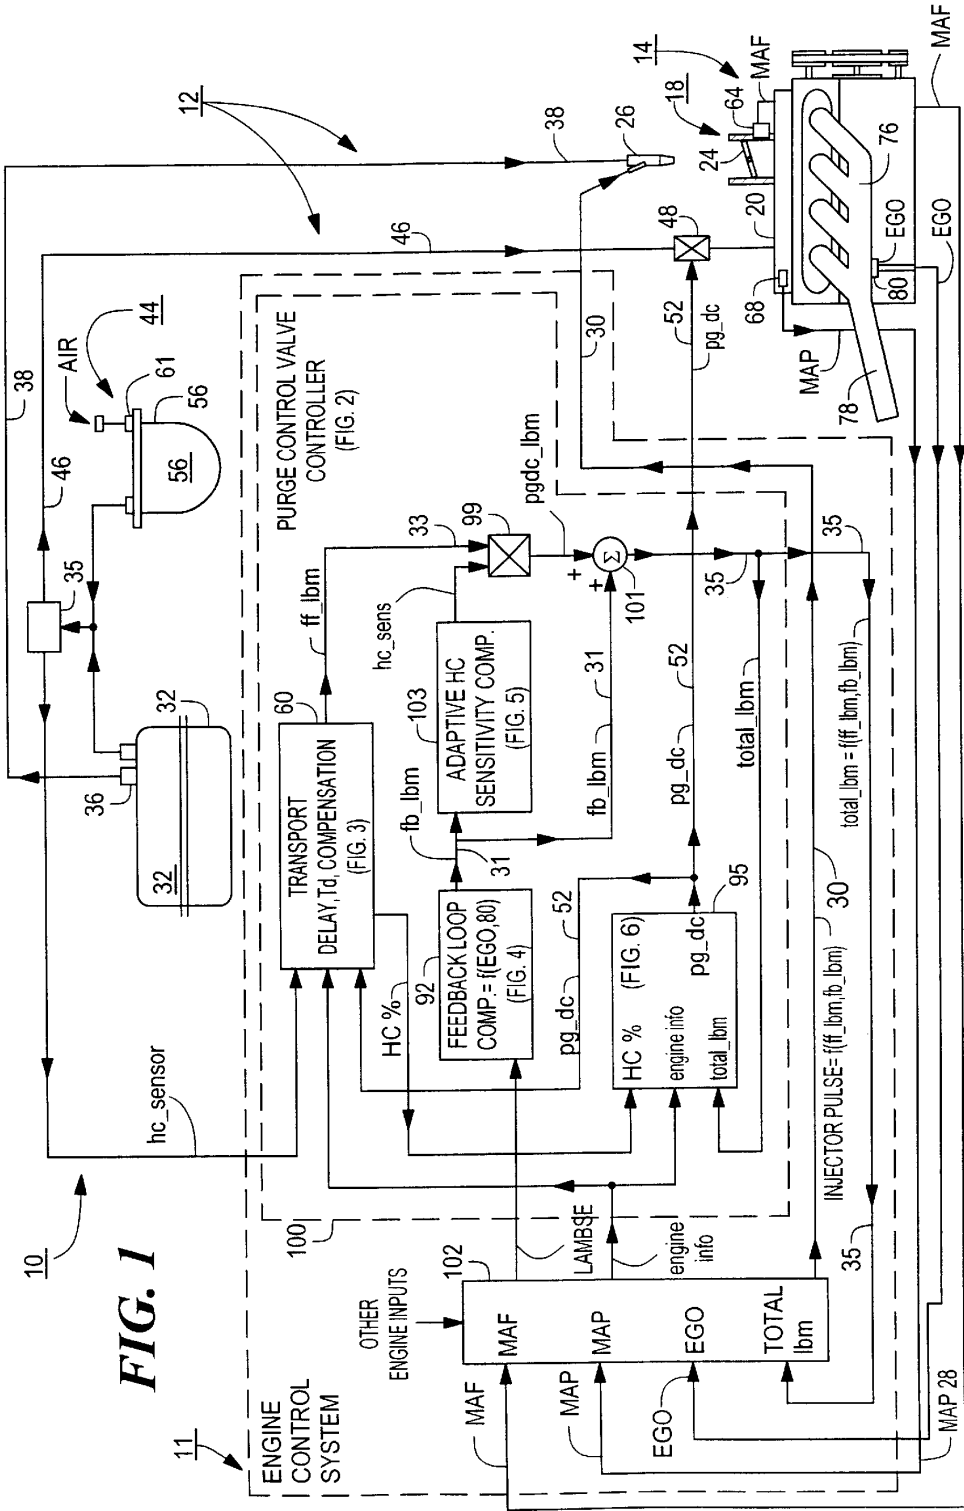 FIG. 1
10
11
ENGINE
CONTROL
SYSTEM
MAF
MAP
EGO
OTHER
ENGINE INPUTS
102
MAF
MAP
EGO
TOTAL
lbm
LAMBSE
engine
info
100
hc_sensor
32
32
36
35
38
46
AIR
44
61
56
56
12
46
38
26
PURGE CONTROL VALVE
CONTROLLER
(FIG. 2)
60
TRANSPORT
DELAY,Td, COMPENSATION
(FIG. 3)
HC %
ff_lbm
33
99
hc_sens
103
ADAPTIVE HC
SENSITIVITY COMP.
(FIG. 5)
92
FEEDBACK LOOP
COMP.= f(EGO,80)
(FIG. 4)
fb_lbm
31
fb_lbm
31
pgdc_lbm
+
+
Σ
101
35
HC %
(FIG. 6)
engine info
pg_dc
total_lbm
95
pg_dc
52
pg_dc
52
total_lbm
52
pg_dc
30
48
INJECTOR PULSE= f(ff_lbm,fb_lbm)
30
35
total_lbm = f(ff_lbm,fb_lbm)
35
MAP 28
14
18
64
MAF
24
20
68
MAP
76
78
80
EGO
EGO
MAF